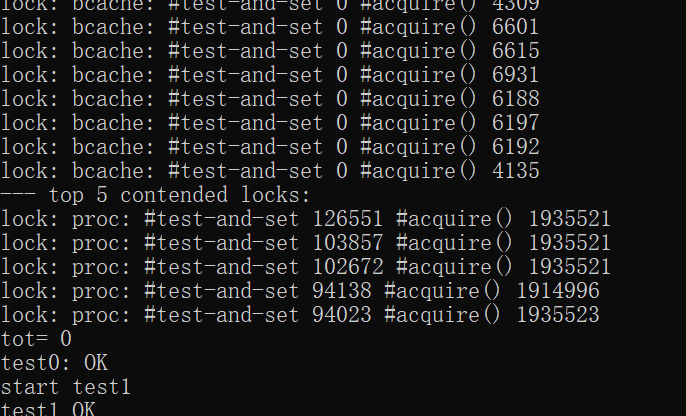 lock: bcache: #test-and-set 0 #acquire() 4309
lock: bcache: #test-and-set 0 #acquire() 6601
lock: bcache: #test-and-set 0 #acquire() 6615
lock: bcache: #test-and-set 0 #acquire() 6931
lock: bcache: #test-and-set 0 #acquire() 6188
lock: bcache: #test-and-set 0 #acquire() 6197
lock: bcache: #test-and-set 0 #acquire() 6192
lock: bcache: #test-and-set 0 #acquire() 4135
--- top 5 contended locks:
lock: proc: #test-and-set 126551 #acquire() 1935521
lock: proc: #test-and-set 103857 #acquire() 1935521
lock: proc: #test-and-set 102672 #acquire() 1935521
lock: proc: #test-and-set 94138 #acquire() 1914996
lock: proc: #test-and-set 94023 #acquire() 1935523
tot= 0
test0: OK
start test1
test1 OK